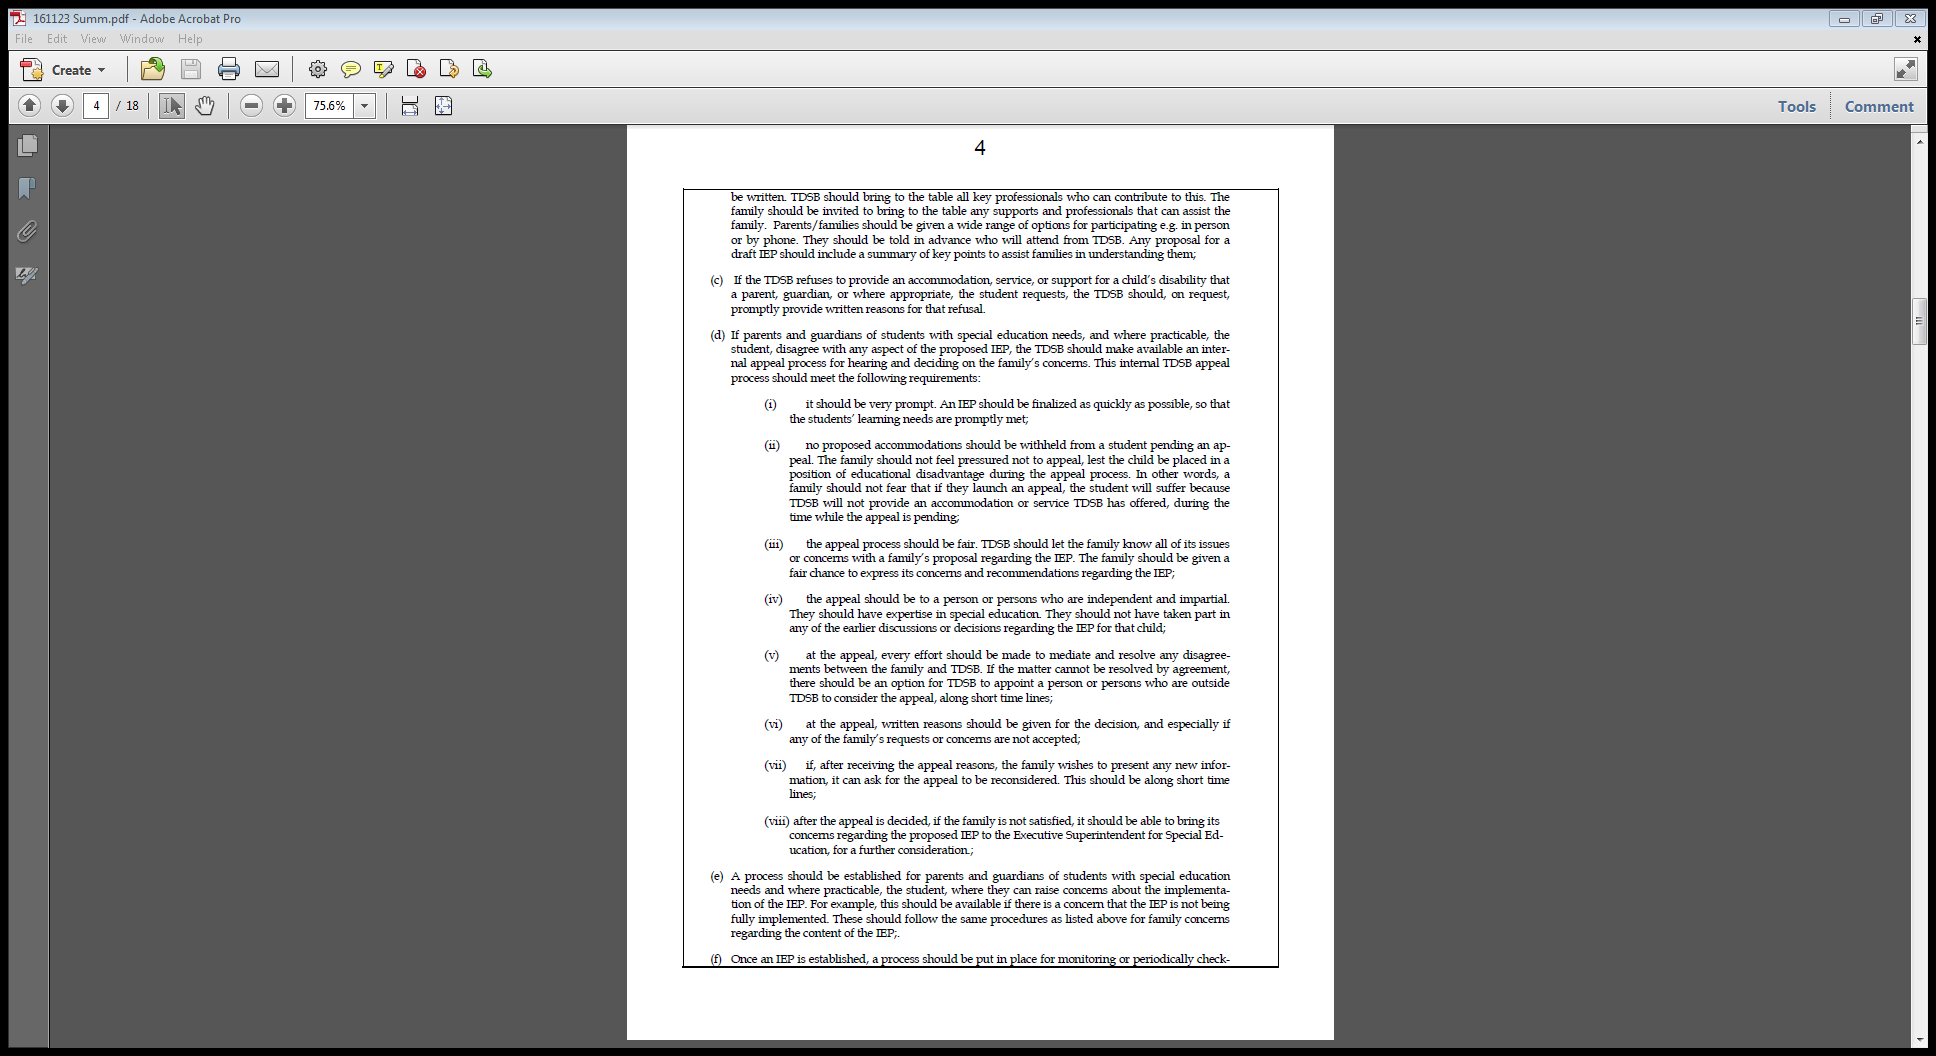 161123 Summ.pdf - Adobe Acrobat Pro
File Edit View Window Help
Create
4 / 18 75.6% Tools Comment
4
be written. TDSB should bring to the table all key professionals who can contribute to this. The
family should be invited to bring to the table any supports and professionals that can assist the
family. Parents/families should be given a wide range of options for participating e.g. in person
or by phone. They should be told in advance who will attend from TDSB. Any proposal for a
draft IEP should include a summary of key points to assist families in understanding them;
(c) If the TDSB refuses to provide an accommodation, service, or support for a child's disability that
a parent, guardian, or where appropriate, the student requests, the TDSB should, on request,
promptly provide written reasons for that refusal.
(d) If parents and guardians of students with special education needs, and where practicable, the
student, disagree with any aspect of the proposed IEP, the TDSB should make available an inter-
nal appeal process for hearing and deciding on the family's concerns. This internal TDSB appeal
process should meet the following requirements:
(i) it should be very prompt. An IEP should be finalized as quickly as possible, so that
the students' learning needs are promptly met;
(ii) no proposed accommodations should be withheld from a student pending an ap-
peal. The family should not feel pressured not to appeal, lest the child be placed in a
position of educational disadvantage during the appeal process. In other words, a
family should not fear that if they launch an appeal, the student will suffer because
TDSB will not provide an accommodation or service TDSB has offered, during the
time while the appeal is pending;
(iii) the appeal process should be fair. TDSB should let the family know all of its issues
or concerns with a family's proposal regarding the IEP. The family should be given a
fair chance to express its concerns and recommendations regarding the IEP;
(iv) the appeal should be to a person or persons who are independent and impartial.
They should have expertise in special education. They should not have taken part in
any of the earlier discussions or decisions regarding the IEP for that child;
(v) at the appeal, every effort should be made to mediate and resolve any disagree-
ments between the family and TDSB. If the matter cannot be resolved by agreement,
there should be an option for TDSB to appoint a person or persons who are outside
TDSB to consider the appeal, along short time lines;
(vi) at the appeal, written reasons should be given for the decision, and especially if
any of the family's requests or concerns are not accepted;
(vii) if, after receiving the appeal reasons, the family wishes to present any new infor-
mation, it can ask for the appeal to be reconsidered. This should be along short time
lines;
(viii) after the appeal is decided, if the family is not satisfied, it should be able to bring its
concerns regarding the proposed IEP to the Executive Superintendent for Special Ed-
ucation, for a further consideration.;
(e) A process should be established for parents and guardians of students with special education
needs and where practicable, the student, where they can raise concerns about the implementa-
tion of the IEP. For example, this should be available if there is a concern that the IEP is not being
fully implemented. These should follow the same procedures as listed above for family concerns
regarding the content of the IEP;.
(f) Once an IEP is established, a process should be put in place for monitoring or periodically check-